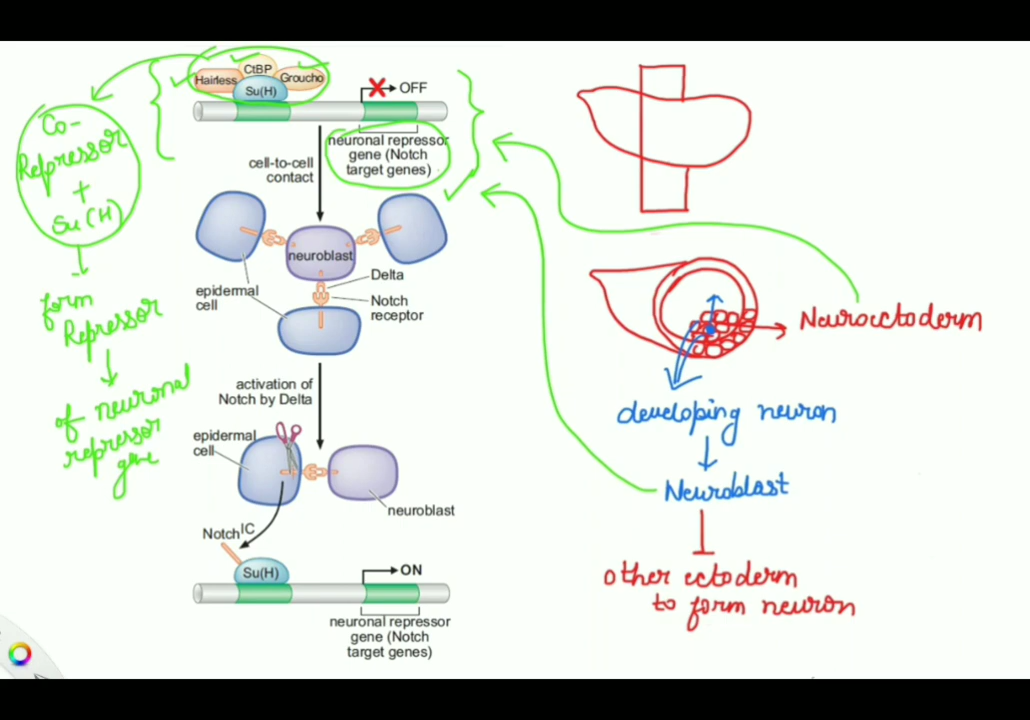 CtBP
Hairless
Groucho
Su(H)
OFF
neuronal repressor
gene (Notch
target genes)
cell-to-cell
contact
neuroblast
Delta
epidermal
cell
Notch
receptor
activation of
Notch by Delta
epidermal
cell
neuroblast
NotchIC
Su(H)
ON
neuronal repressor
gene (Notch
target genes)
Co-
Repressor
+
Su(H)
form
Repressor
of neuronal
repressor
gene
Neuroectoderm
developing neuron
Neuroblast
other ectoderm
to form neuron